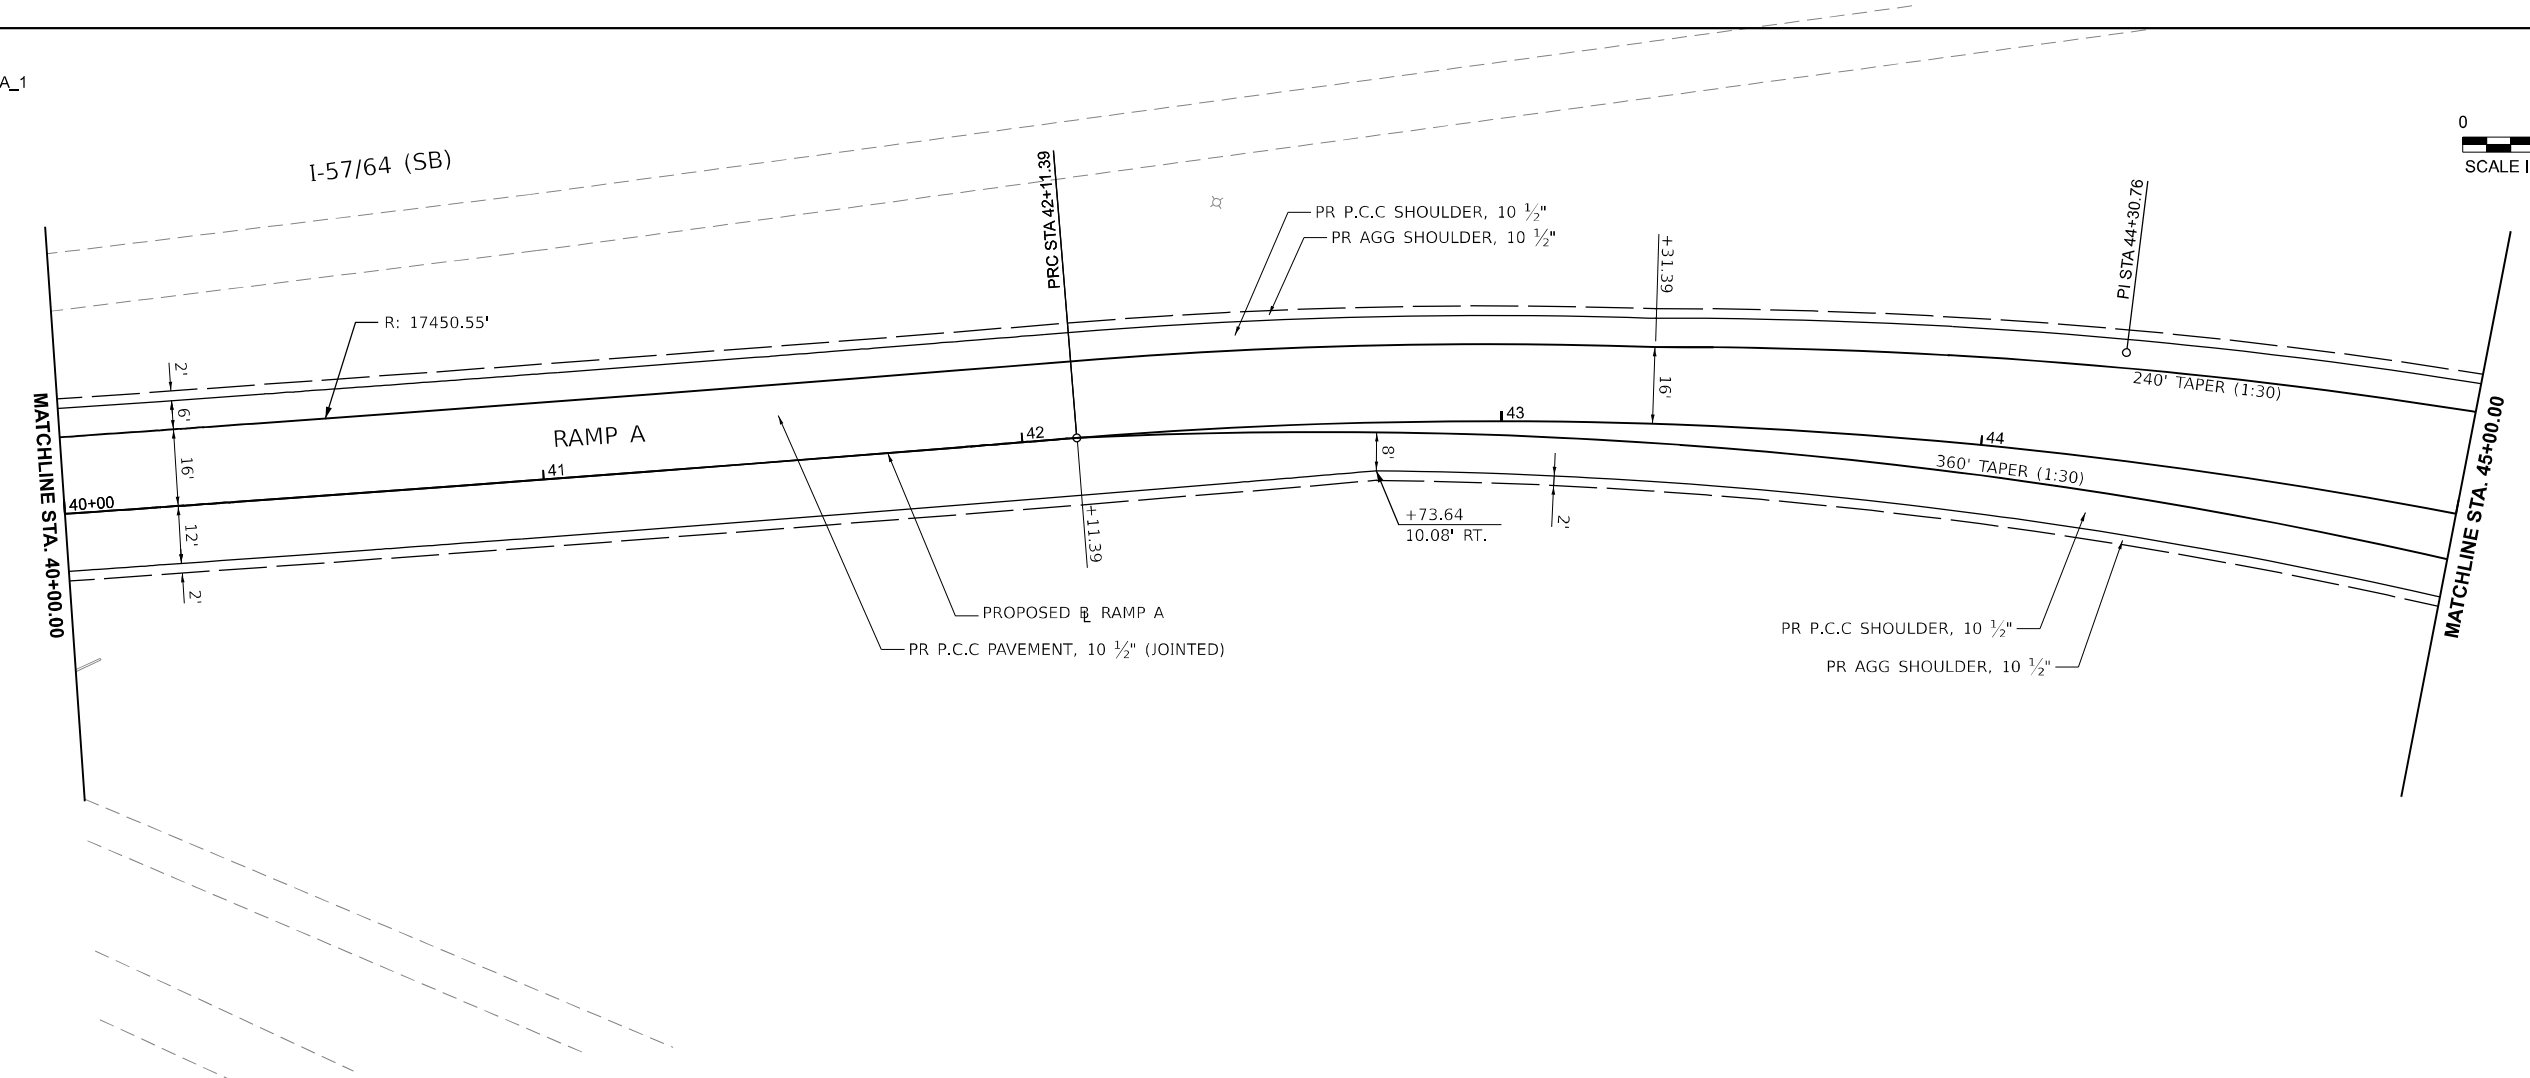 A_1
I-57/64 (SB)
0
SCALE I
PRC STA 42+11.39
PR P.C.C SHOULDER, 10 ½"
PR AGG SHOULDER, 10 ½"
+31.39
PI STA 44+30.76
R: 17450.55'
2'
6'
16'
12'
2'
MATCHLINE STA. 40+00.00
40+00
RAMP A
41
42
43
44
16'
240' TAPER (1:30)
8'
360' TAPER (1:30)
+73.64
10.08' RT.
2'
+11.39
MATCHLINE STA. 45+00.00
PROPOSED ℄ RAMP A
PR P.C.C PAVEMENT, 10 ½" (JOINTED)
PR P.C.C SHOULDER, 10 ½"
PR AGG SHOULDER, 10 ½"